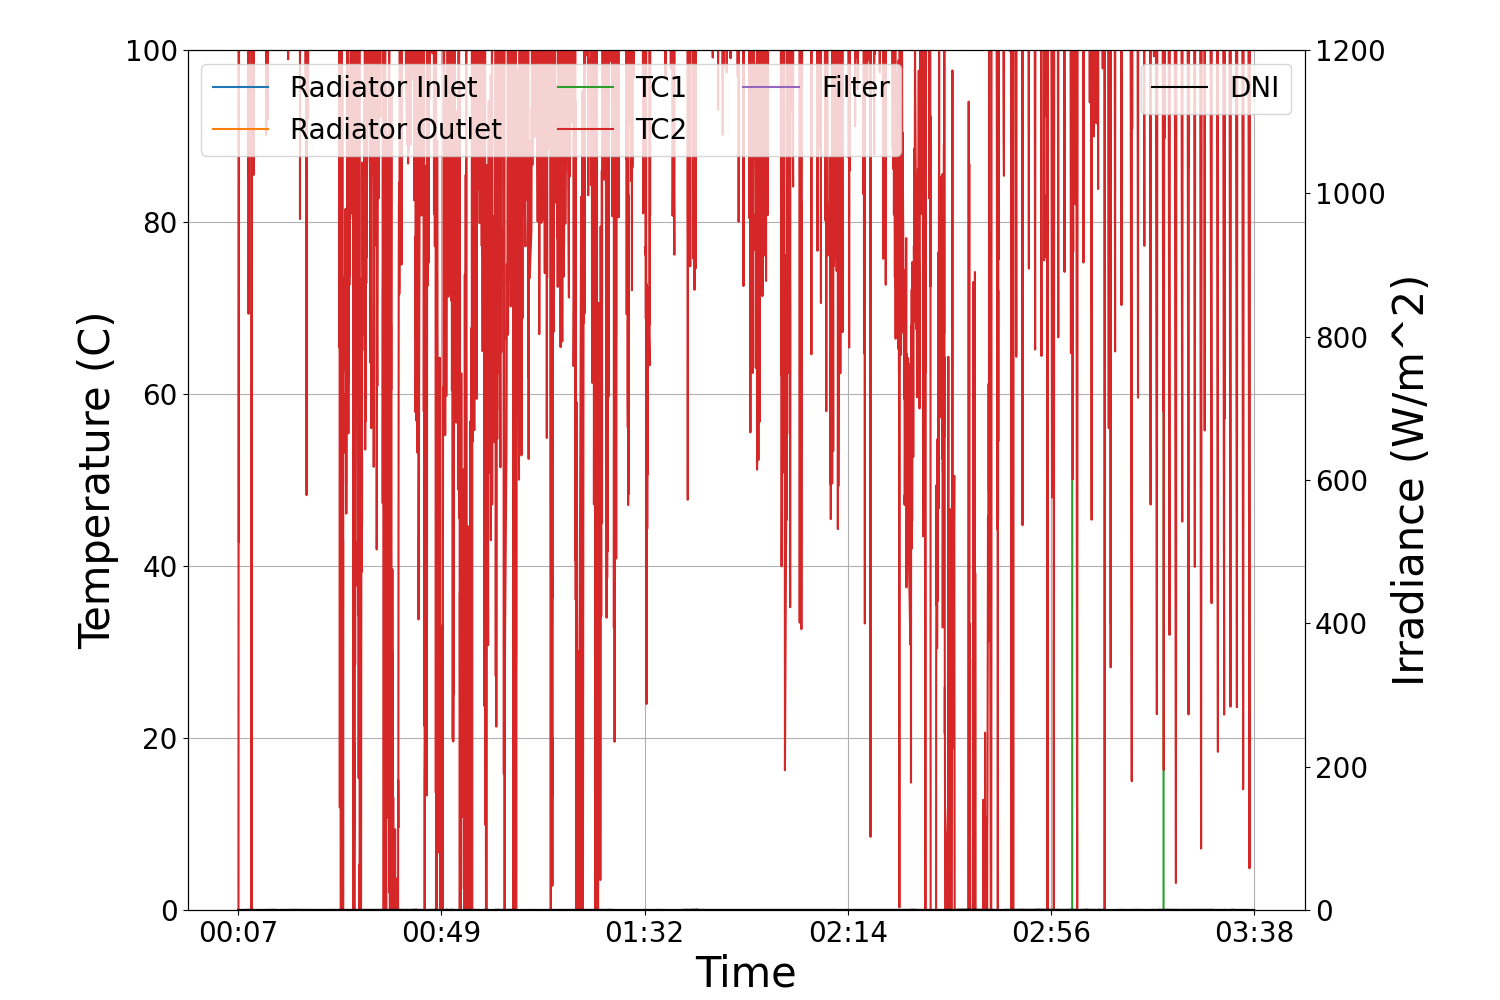 100
80
60
40
20
0
Temperature (C)
Radiator Inlet
Radiator Outlet
TC1
TC2
Filter
DNI
1200
1000
800
600
400
200
0
Irradiance (W/m^2)
00:07
00:49
01:32
02:14
02:56
03:38
Time